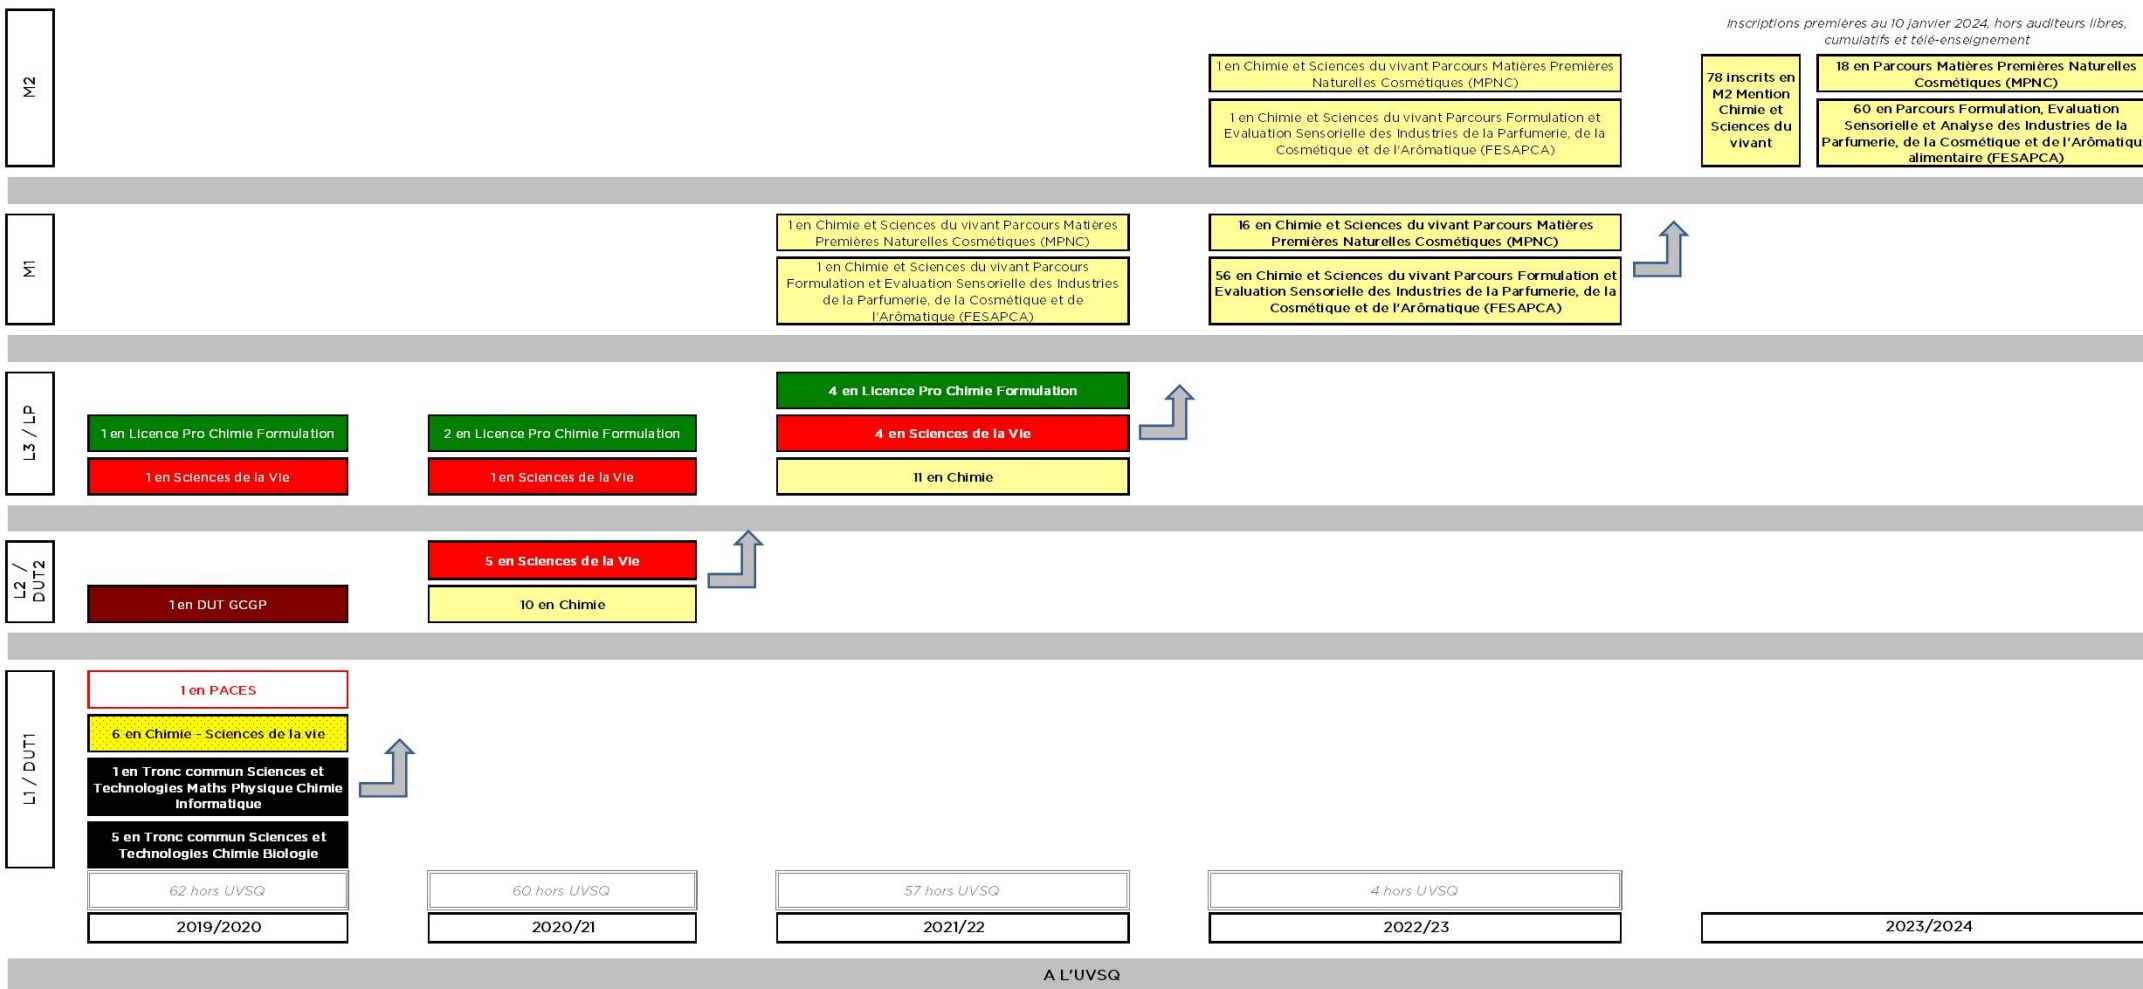 Inscriptions premières au 10 janvier 2024, hors auditeurs libres,
cumulatifs et télé-enseignement
M2
1 en Chimie et Sciences du vivant Parcours Matières Premières
Naturelles Cosmétiques (MPNC)
1 en Chimie et Sciences du vivant Parcours Formulation et
Evaluation Sensorielle des Industries de la Parfumerie, de la
Cosmétique et de l'Arômatique (FESAPCA)
78 inscrits en
M2 Mention
Chimie et
Sciences du
vivant
18 en Parcours Matières Premières Naturelles
Cosmétiques (MPNC)
60 en Parcours Formulation, Evaluation
Sensorielle et Analyse des Industries de la
Parfumerie, de la Cosmétique et de l'Arômatiqu
alimentaire (FESAPCA)
M1
1 en Chimie et Sciences du vivant Parcours Matières
Premières Naturelles Cosmétiques (MPNC)
1 en Chimie et Sciences du vivant Parcours
Formulation et Evaluation Sensorielle des Industries
de la Parfumerie, de la Cosmétique et de
l'Arômatique (FESAPCA)
16 en Chimie et Sciences du vivant Parcours Matières
Premières Naturelles Cosmétiques (MPNC)
56 en Chimie et Sciences du vivant Parcours Formulation et
Evaluation Sensorielle des Industries de la Parfumerie, de la
Cosmétique et de l'Arômatique (FESAPCA)
L3 / LP
1 en Licence Pro Chimie Formulation
1 en Sciences de la Vie
2 en Licence Pro Chimie Formulation
1 en Sciences de la Vie
4 en Licence Pro Chimie Formulation
4 en Sciences de la Vie
11 en Chimie
L2 /
DUT2
1 en DUT GCGP
5 en Sciences de la Vie
10 en Chimie
L1 / DUT1
1 en PACES
6 en Chimie - Sciences de la vie
1 en Tronc commun Sciences et
Technologies Maths Physique Chimie
Informatique
5 en Tronc commun Sciences et
Technologies Chimie Biologie
62 hors UVSQ
60 hors UVSQ
57 hors UVSQ
4 hors UVSQ
2019/2020
2020/21
2021/22
2022/23
2023/2024
A L'UVSQ